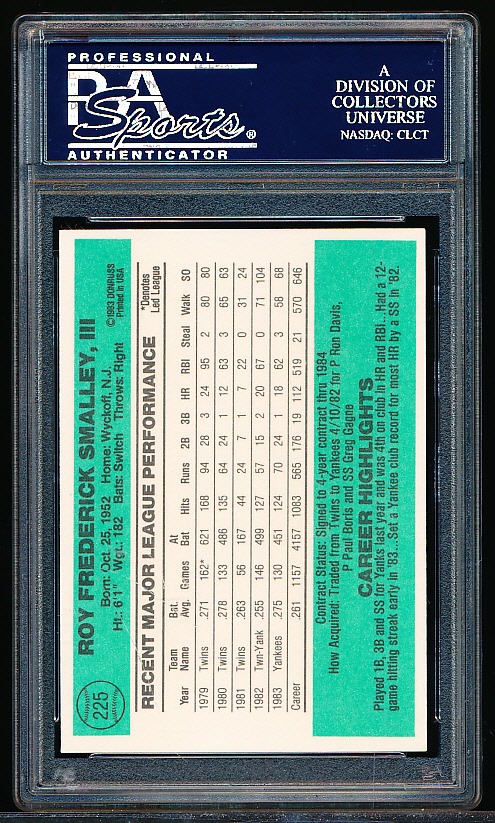 PROFESSIONAL
PSA
Sports®
AUTHENTICATOR
A
DIVISION OF
COLLECTORS
UNIVERSE
NASDAQ: CLCT
225
ROY FREDERICK SMALLEY, III
Born: Oct. 25, 1952 Home: Wyckoff, N.J.
Ht.: 6'1" Wgt.: 182 Bats: Switch Throws: Right
©1983 DONRUSS
Printed in USA
RECENT MAJOR LEAGUE PERFORMANCE
*Denotes
Led League
Year Team Name Bat. Avg. Games At Bat Hits Runs 2B 3B HR RBI Steal Walk SO
1979 Twins .271 162* 621 168 94 28 3 24 95 2 80 80
1980 Twins .278 133 486 135 64 24 1 12 63 3 65 63
1981 Twins .263 56 167 44 24 7 1 7 22 0 31 24
1982 Twn-Yank .255 146 499 127 57 15 2 20 67 0 71 104
1983 Yankees .275 130 451 124 70 24 1 18 62 3 58 68
Career .261 1157 4157 1083 565 176 19 112 519 21 570 646
Contract Status: Signed to 4-year contract thru 1984
How Acquired: Traded from Twins to Yankees 4/10/82 for P Ron Davis,
P Paul Boris and SS Greg Gagne
CAREER HIGHLIGHTS
Played 1B, 3B and SS for Yanks last year and was 4th on club in HR and RBI...Had a 12-
game hitting streak early in '83...Set a Yankee club record for most HR by a SS in '82.